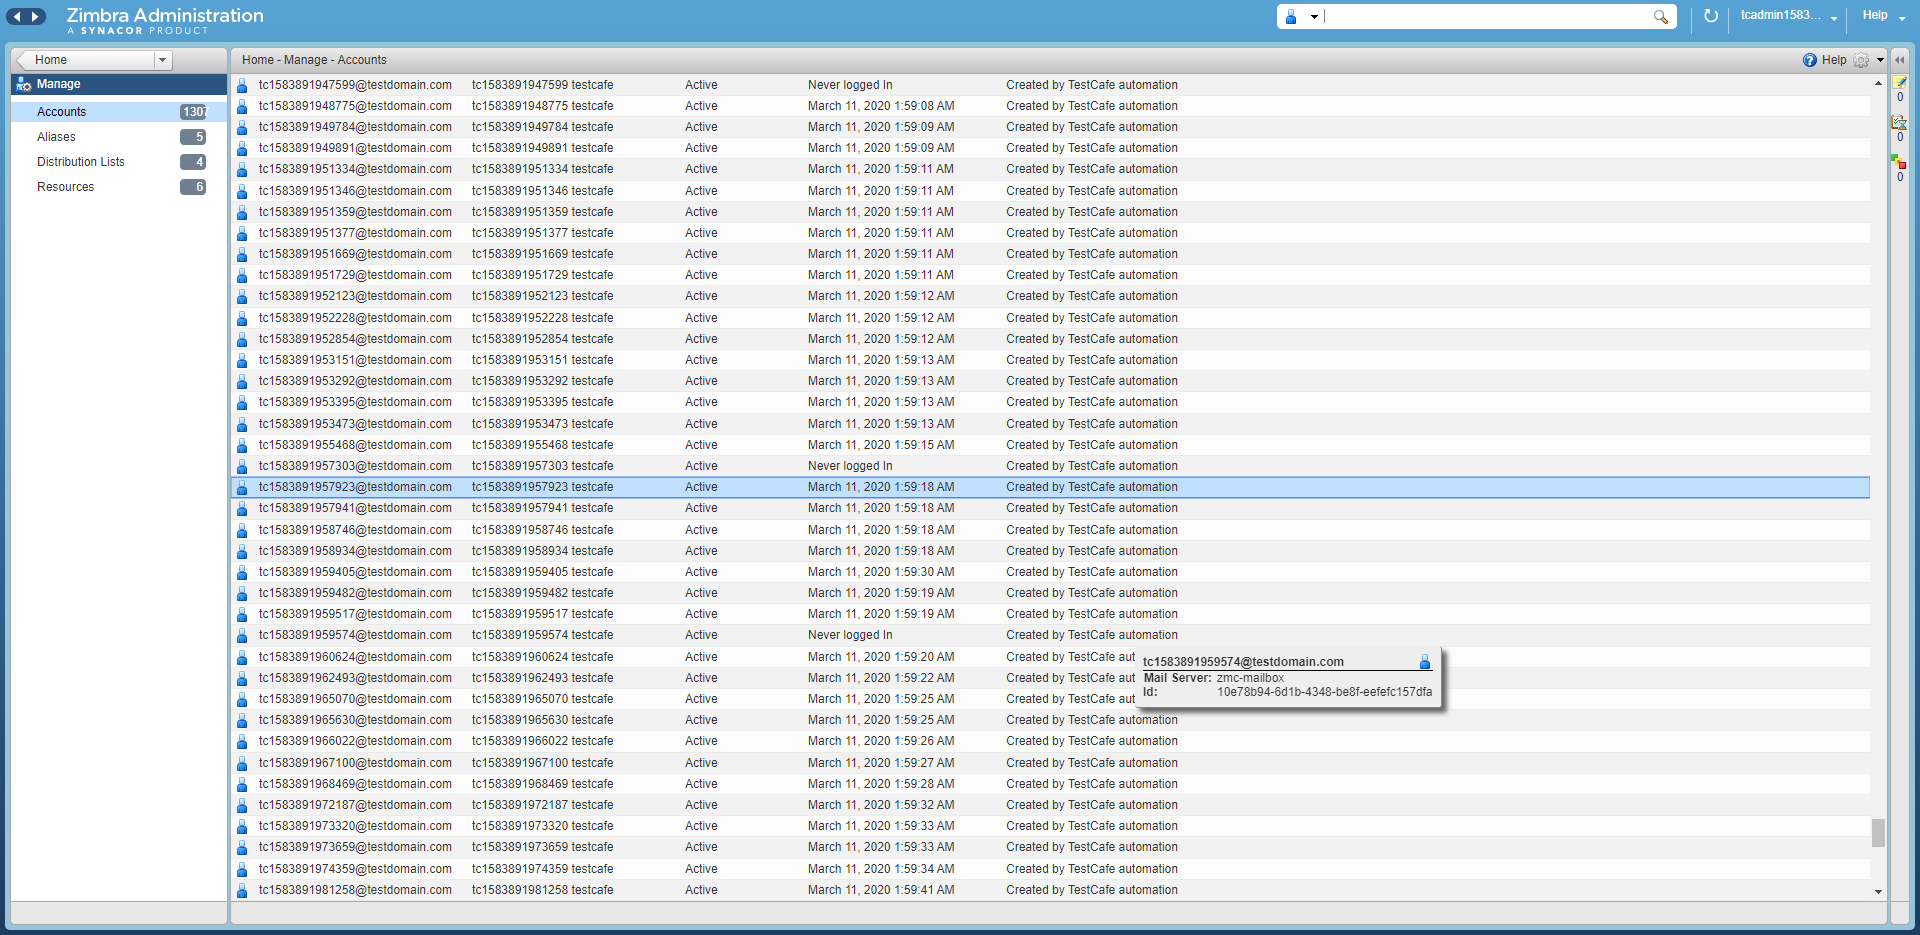 Zimbra Administration
A SYNACOR PRODUCT
tcadmin1583...
Help
Home
Home - Manage - Accounts
Help
Manage
Accounts 1307
Aliases 5
Distribution Lists 4
Resources 6
0
0
0
tc1583891947599@testdomain.com tc1583891947599 testcafe Active Never logged In Created by TestCafe automation
tc1583891948775@testdomain.com tc1583891948775 testcafe Active March 11, 2020 1:59:08 AM Created by TestCafe automation
tc1583891949784@testdomain.com tc1583891949784 testcafe Active March 11, 2020 1:59:09 AM Created by TestCafe automation
tc1583891949891@testdomain.com tc1583891949891 testcafe Active March 11, 2020 1:59:09 AM Created by TestCafe automation
tc1583891951334@testdomain.com tc1583891951334 testcafe Active March 11, 2020 1:59:11 AM Created by TestCafe automation
tc1583891951346@testdomain.com tc1583891951346 testcafe Active March 11, 2020 1:59:11 AM Created by TestCafe automation
tc1583891951359@testdomain.com tc1583891951359 testcafe Active March 11, 2020 1:59:11 AM Created by TestCafe automation
tc1583891951377@testdomain.com tc1583891951377 testcafe Active March 11, 2020 1:59:11 AM Created by TestCafe automation
tc1583891951669@testdomain.com tc1583891951669 testcafe Active March 11, 2020 1:59:11 AM Created by TestCafe automation
tc1583891951729@testdomain.com tc1583891951729 testcafe Active March 11, 2020 1:59:11 AM Created by TestCafe automation
tc1583891952123@testdomain.com tc1583891952123 testcafe Active March 11, 2020 1:59:12 AM Created by TestCafe automation
tc1583891952228@testdomain.com tc1583891952228 testcafe Active March 11, 2020 1:59:12 AM Created by TestCafe automation
tc1583891952854@testdomain.com tc1583891952854 testcafe Active March 11, 2020 1:59:12 AM Created by TestCafe automation
tc1583891953151@testdomain.com tc1583891953151 testcafe Active March 11, 2020 1:59:13 AM Created by TestCafe automation
tc1583891953292@testdomain.com tc1583891953292 testcafe Active March 11, 2020 1:59:13 AM Created by TestCafe automation
tc1583891953395@testdomain.com tc1583891953395 testcafe Active March 11, 2020 1:59:13 AM Created by TestCafe automation
tc1583891953473@testdomain.com tc1583891953473 testcafe Active March 11, 2020 1:59:13 AM Created by TestCafe automation
tc1583891955468@testdomain.com tc1583891955468 testcafe Active March 11, 2020 1:59:15 AM Created by TestCafe automation
tc1583891957303@testdomain.com tc1583891957303 testcafe Active Never logged In Created by TestCafe automation
tc1583891957923@testdomain.com tc1583891957923 testcafe Active March 11, 2020 1:59:18 AM Created by TestCafe automation
tc1583891957941@testdomain.com tc1583891957941 testcafe Active March 11, 2020 1:59:18 AM Created by TestCafe automation
tc1583891958746@testdomain.com tc1583891958746 testcafe Active March 11, 2020 1:59:18 AM Created by TestCafe automation
tc1583891958934@testdomain.com tc1583891958934 testcafe Active March 11, 2020 1:59:18 AM Created by TestCafe automation
tc1583891959405@testdomain.com tc1583891959405 testcafe Active March 11, 2020 1:59:30 AM Created by TestCafe automation
tc1583891959482@testdomain.com tc1583891959482 testcafe Active March 11, 2020 1:59:19 AM Created by TestCafe automation
tc1583891959517@testdomain.com tc1583891959517 testcafe Active March 11, 2020 1:59:19 AM Created by TestCafe automation
tc1583891959574@testdomain.com tc1583891959574 testcafe Active Never logged In Created by TestCafe automation
tc1583891960624@testdomain.com tc1583891960624 testcafe Active March 11, 2020 1:59:20 AM Created by TestCafe aut
tc1583891962493@testdomain.com tc1583891962493 testcafe Active March 11, 2020 1:59:22 AM Created by TestCafe aut
tc1583891965070@testdomain.com tc1583891965070 testcafe Active March 11, 2020 1:59:25 AM Created by TestCafe aut
tc1583891959574@testdomain.com
Mail Server: zmc-mailbox
Id: 10e78b94-6d1b-4348-be8f-eefefc157dfa
tc1583891965630@testdomain.com tc1583891965630 testcafe Active March 11, 2020 1:59:25 AM Created by TestCafe automation
tc1583891966022@testdomain.com tc1583891966022 testcafe Active March 11, 2020 1:59:26 AM Created by TestCafe automation
tc1583891967100@testdomain.com tc1583891967100 testcafe Active March 11, 2020 1:59:27 AM Created by TestCafe automation
tc1583891968469@testdomain.com tc1583891968469 testcafe Active March 11, 2020 1:59:28 AM Created by TestCafe automation
tc1583891972187@testdomain.com tc1583891972187 testcafe Active March 11, 2020 1:59:32 AM Created by TestCafe automation
tc1583891973320@testdomain.com tc1583891973320 testcafe Active March 11, 2020 1:59:33 AM Created by TestCafe automation
tc1583891973659@testdomain.com tc1583891973659 testcafe Active March 11, 2020 1:59:33 AM Created by TestCafe automation
tc1583891974359@testdomain.com tc1583891974359 testcafe Active March 11, 2020 1:59:34 AM Created by TestCafe automation
tc1583891981258@testdomain.com tc1583891981258 testcafe Active March 11, 2020 1:59:41 AM Created by TestCafe automation